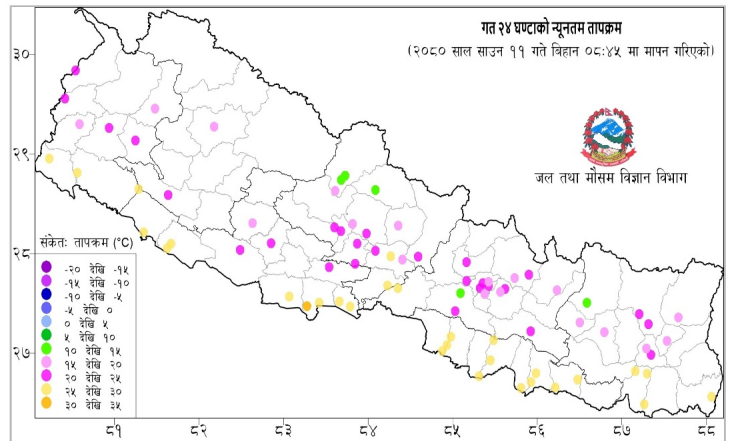 गत २४ घण्टाको न्यूनतम तापक्रम
(२०८० साल साउन ११ गते बिहान ०८:४५ मा मापन गरिएको)
जल तथा मौसम विज्ञान विभाग
३०
२९
२८
२७
संकेतः तापक्रम (°C)
-२० देखि -१५
-१५ देखि -१०
-१० देखि -५
-५ देखि ०
० देखि ५
५ देखि १०
१० देखि १५
१५ देखि २०
२० देखि २५
२५ देखि ३०
३० देखि ३५
८१ ८२ ८३ ८४ ८५ ८६ ८७ ८८